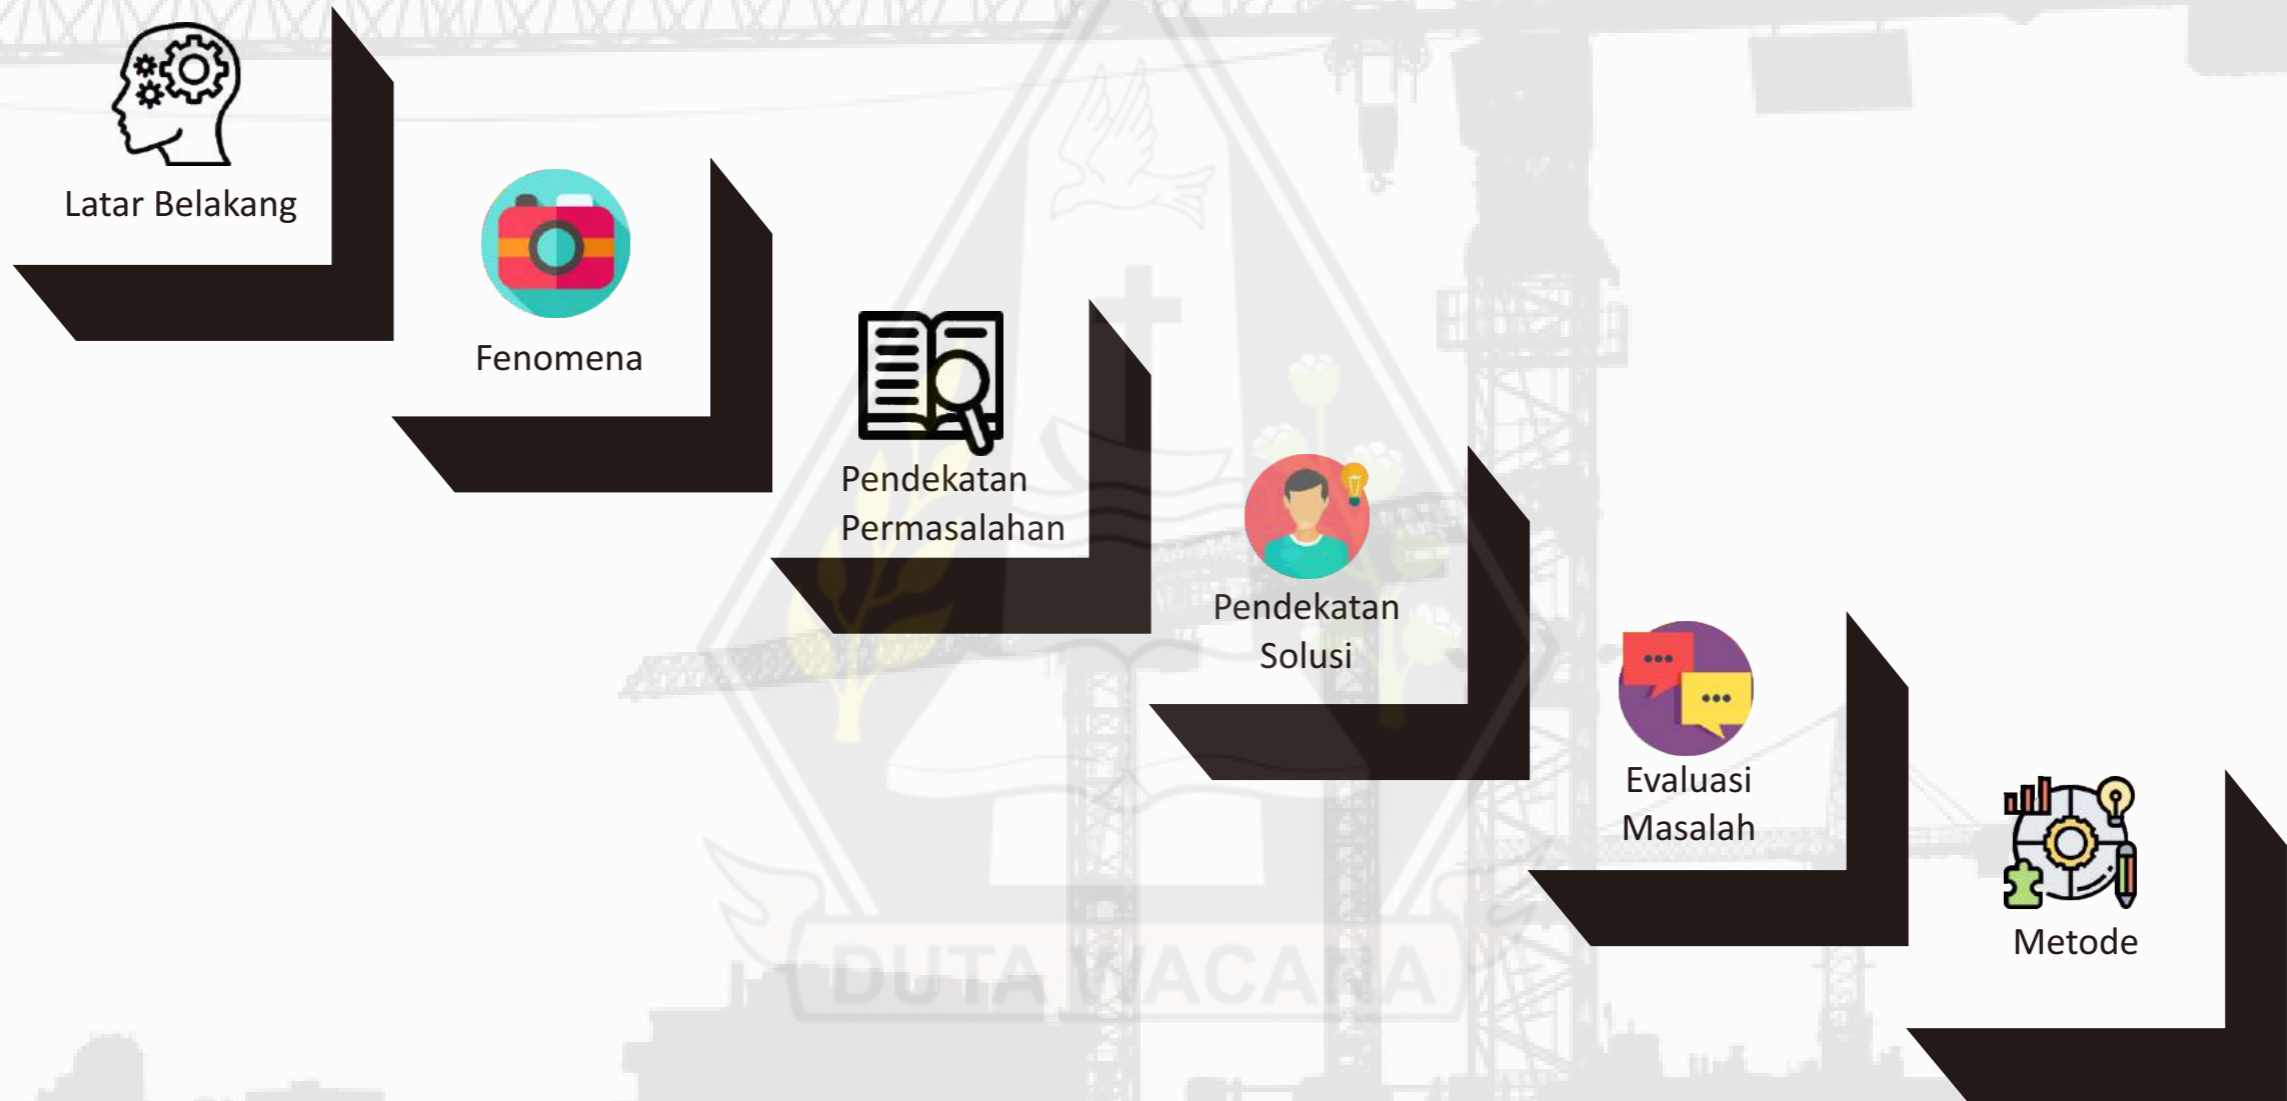 Latar Belakang
Fenomena
Pendekatan
Permasalahan
Pendekatan
Solusi
Evaluasi
Masalah
Metode
DUTA WACANA